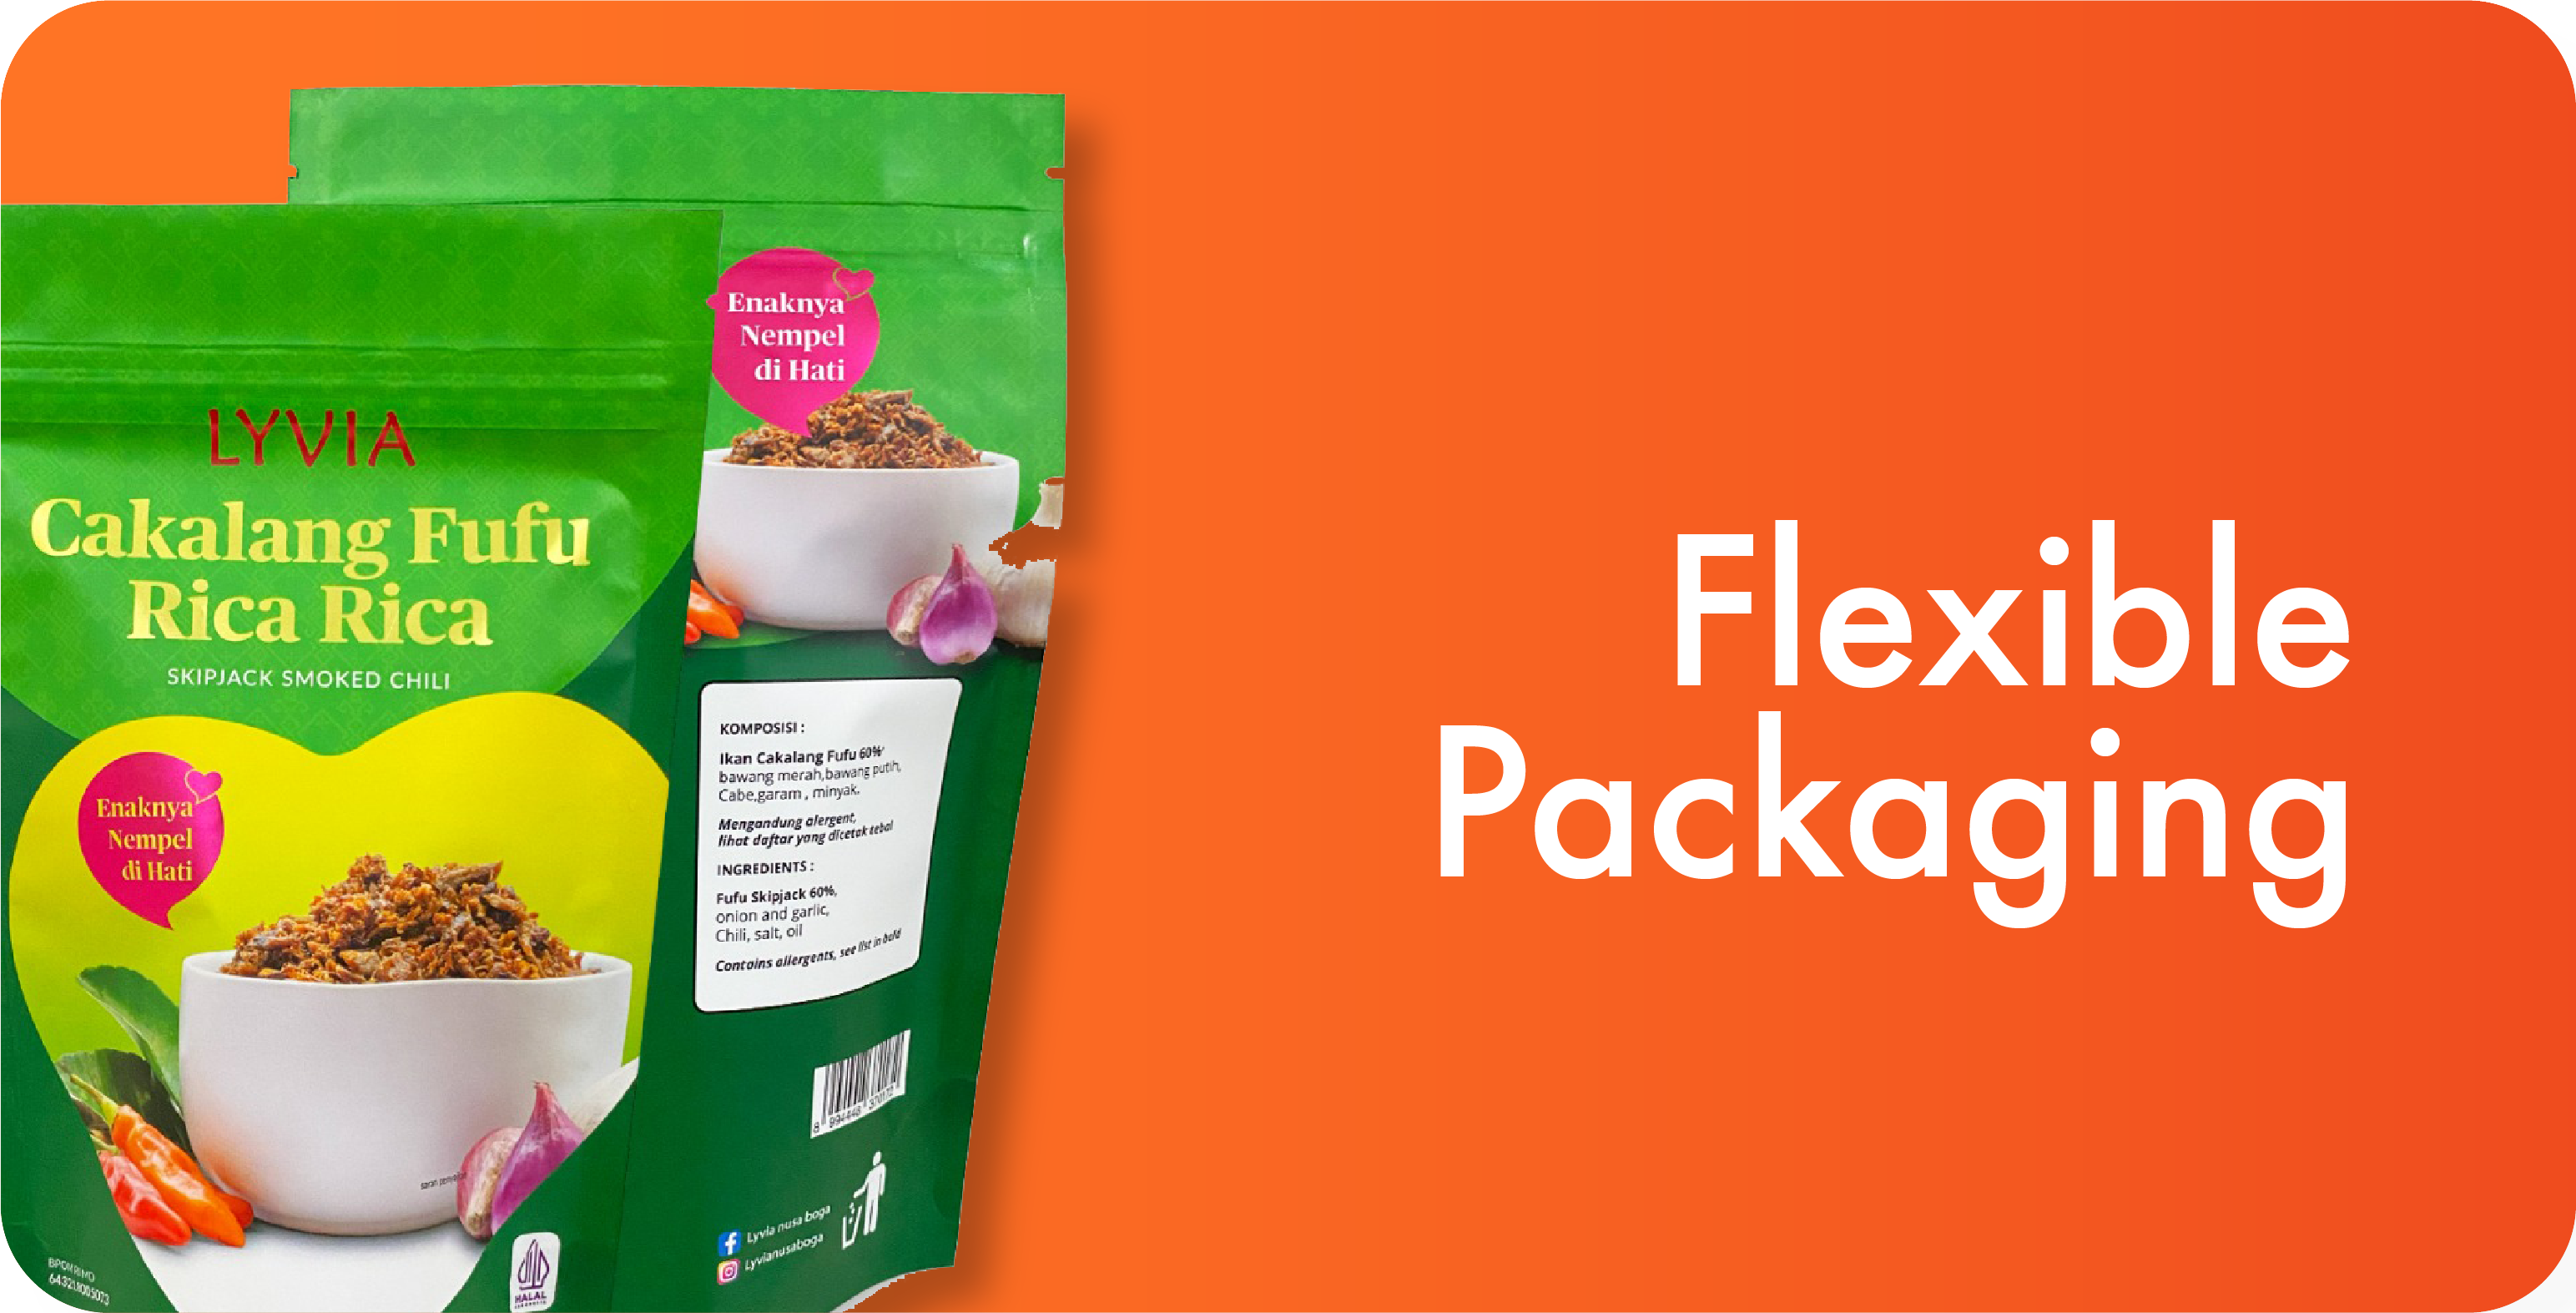 LYVIA
Cakalang Fufu
Rica Rica
SKIPJACK SMOKED CHILI
Enaknya
Nempel
di Hati
HALAL
Enaknya
Nempel
di Hati
KOMPOSISI :
Ikan Cakalang Fufu 60%
bawang merah,bawang putih,
Cabe,garam , minyak.
Mengandung alergent,
lihat daftar yang dicetak tebal
INGREDIENTS :
Fufu Skipjack 60%,
onion and garlic,
Chili, salt, oil
Contains allergents, see list in bold
Lyvia nusa boga
Lyvianusaboga
Flexible
Packaging